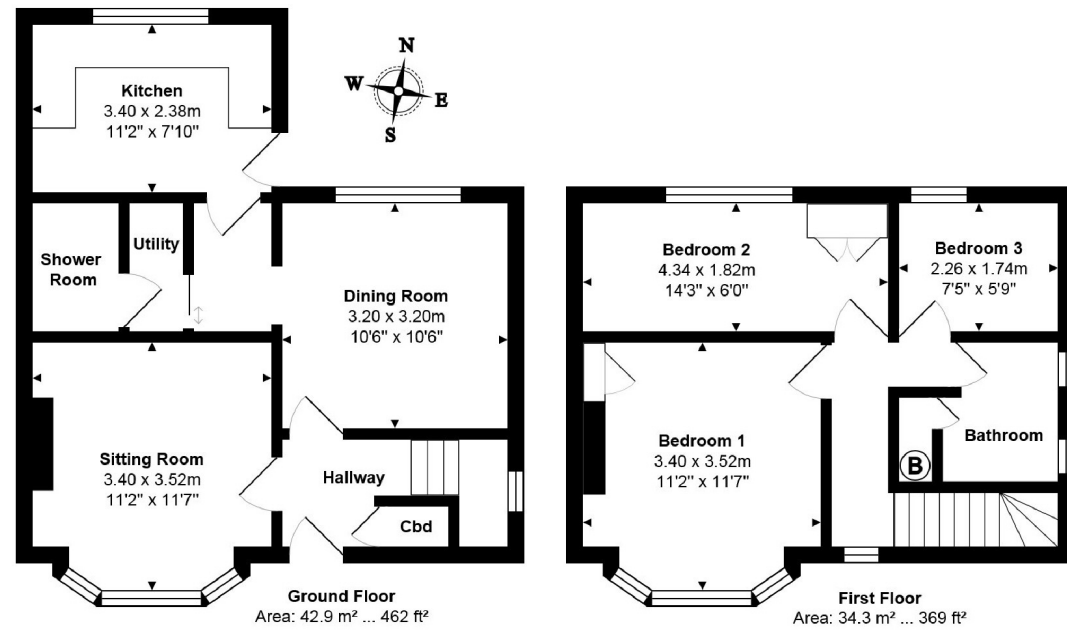 Kitchen
3.40 x 2.38m
11'2" x 7'10"
N
W
E
S
Shower
Room
Utility
Dining Room
3.20 x 3.20m
10'6" x 10'6"
Sitting Room
3.40 x 3.52m
11'2" x 11'7"
Hallway
Cbd
Ground Floor
Area: 42.9 m² ... 462 ft²
Bedroom 2
4.34 x 1.82m
14'3" x 6'0"
Bedroom 3
2.26 x 1.74m
7'5" x 5'9"
Bedroom 1
3.40 x 3.52m
11'2" x 11'7"
Bathroom
B
First Floor
Area: 34.3 m² ... 369 ft²